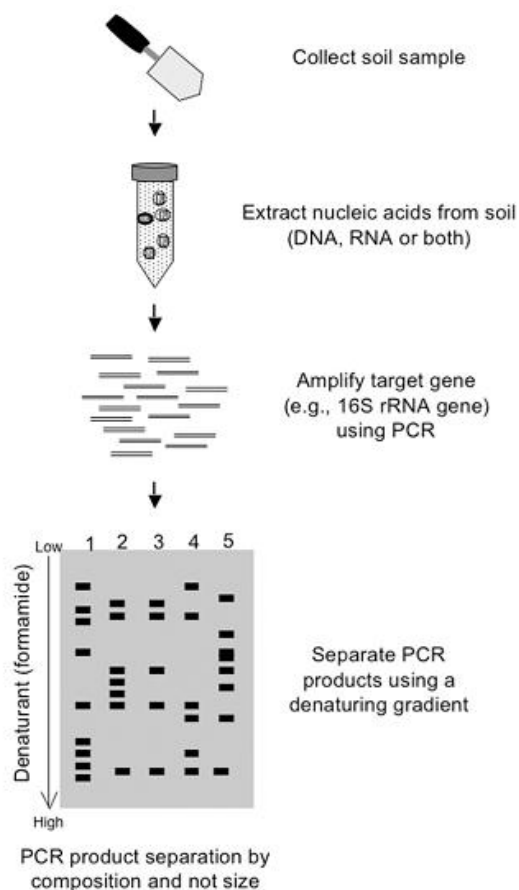 Collect soil sample
Extract nucleic acids from soil
(DNA, RNA or both)
Amplify target gene
(e.g., 16S rRNA gene)
using PCR
Low
1 2 3 4 5
Denaturant (formamide)
High
Separate PCR
products using a
denaturing gradient
PCR product separation by
composition and not size